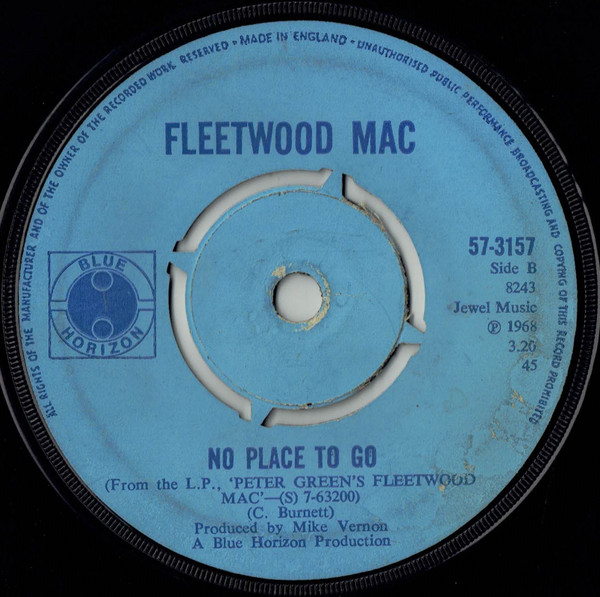 ALL RIGHTS OF THE MANUFACTURER AND OF THE OWNER OF THE RECORDED WORK RESERVED • MADE IN ENGLAND • UNAUTHORISED PUBLIC PERFORMANCE BROADCASTING AND COPYING OF THIS RECORD PROHIBITED
FLEETWOOD MAC
BLUE
HORIZON
57-3157
Side B
8243
Jewel Music
℗ 1968
3.20
45
NO PLACE TO GO
(From the L.P., 'PETER GREEN'S FLEETWOOD
MAC'—(S) 7-63200)
(C. Burnett)
Produced by Mike Vernon
A Blue Horizon Production